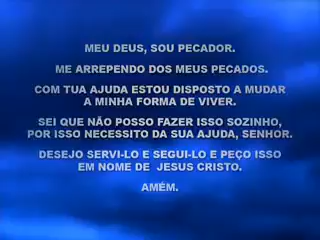 MEU DEUS, SOU PECADOR.
ME ARREPENDO DOS MEUS PECADOS.
COM TUA AJUDA ESTOU DISPOSTO A MUDAR
A MINHA FORMA DE VIVER.
SEI QUE NÃO POSSO FAZER ISSO SOZINHO,
POR ISSO NECESSITO DA SUA AJUDA, SENHOR.
DESEJO SERVI-LO E SEGUI-LO E PEÇO ISSO
EM NOME DE JESUS CRISTO.
AMÉM.